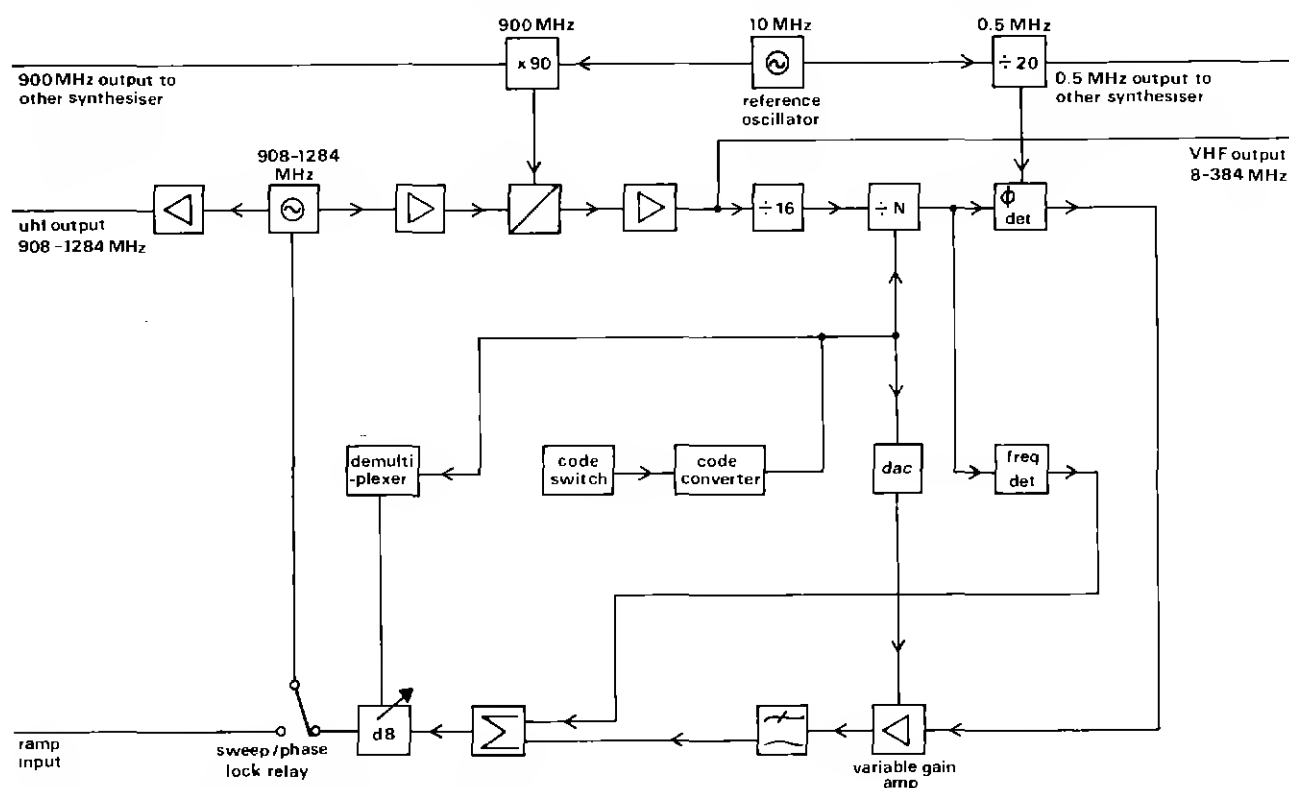 900 MHz
10 MHz
0.5 MHz
x 90
÷ 20
900 MHz output to
other synthesiser
reference
oscillator
0.5 MHz output to
other synthesiser
908-1284
MHz
VHF output
8-384 MHz
uhf output
908-1284 MHz
÷ 16
÷ N
ϕ
det
demulti
-plexer
code
switch
code
converter
dac
freq
det
dB
Σ
ramp
input
sweep/phase
lock relay
variable gain
amp